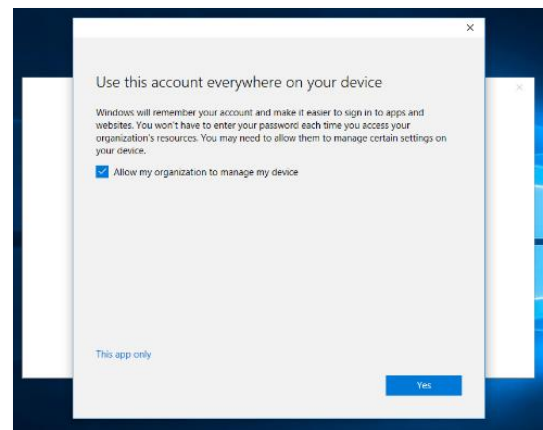 Use this account everywhere on your device
Windows will remember your account and make it easier to sign in to apps and
websites. You won't have to enter your password each time you access your
organization's resources. You may need to allow them to manage certain settings on
your device.
Allow my organization to manage my device
This app only
Yes